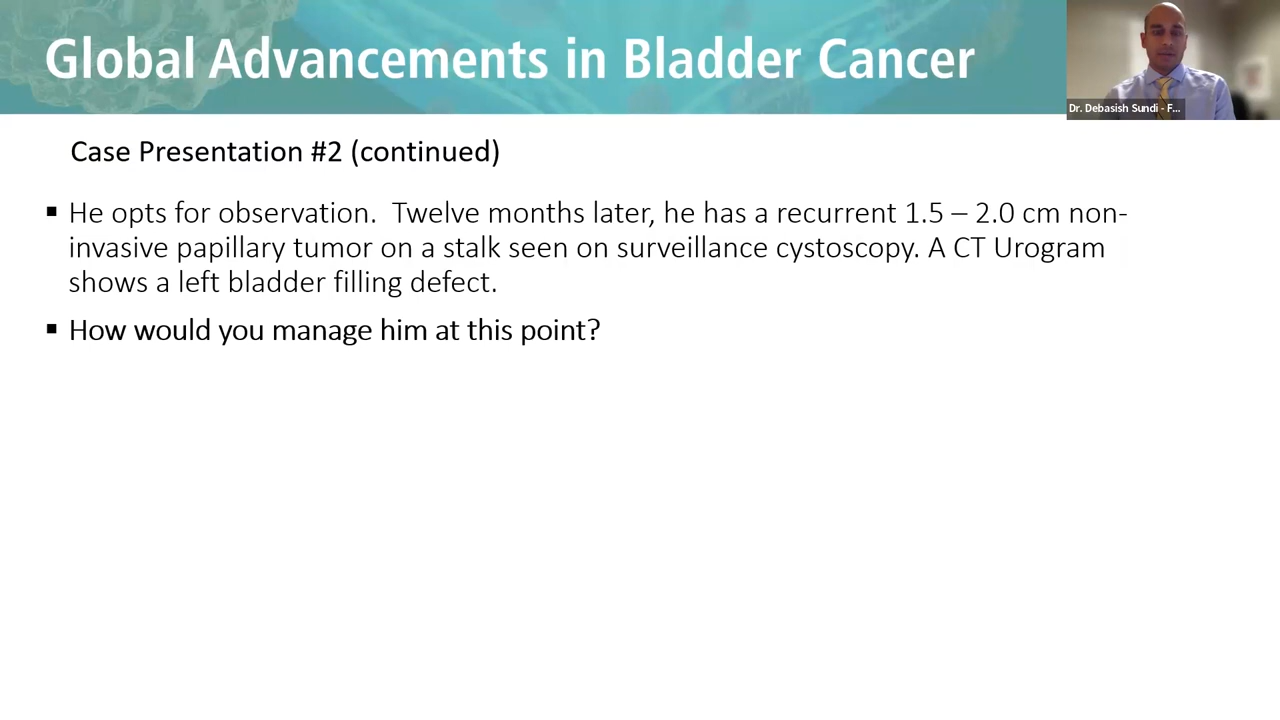 Global Advancements in Bladder Cancer
Dr. Debasish Sundi - F...
Case Presentation #2 (continued)
▪ He opts for observation.  Twelve months later, he has a recurrent 1.5 – 2.0 cm non-
invasive papillary tumor on a stalk seen on surveillance cystoscopy. A CT Urogram
shows a left bladder filling defect.
▪ How would you manage him at this point?